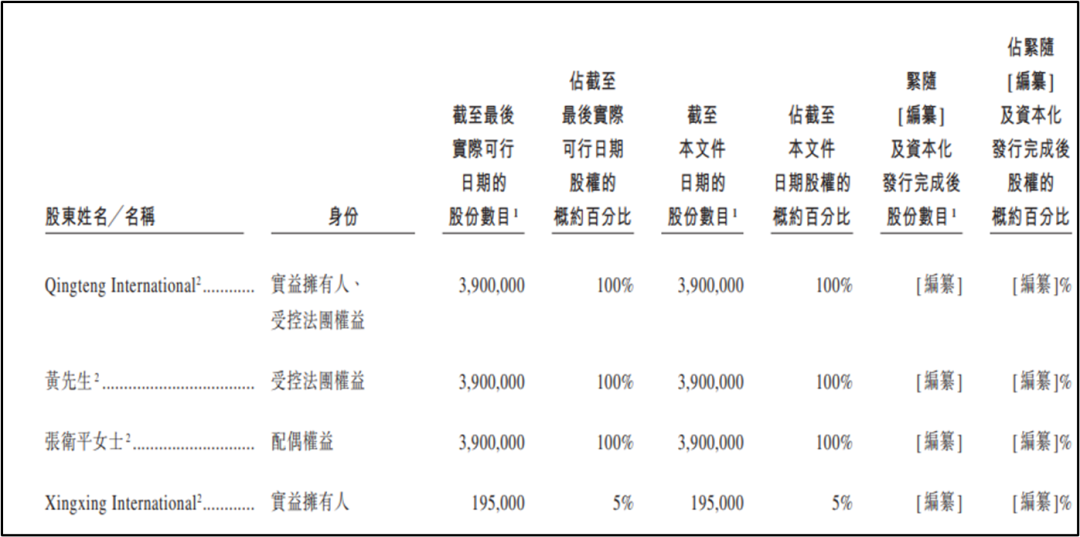 佔緊隨
佔截至 緊隨 [編纂]
截至最後 最後實際 截至 佔截至 [編纂] 及資本化
實際可行 可行日期 本文件 本文件 及資本化 發行完成後
日期的 股權的 日期的 日期股權的 發行完成後 股權的
股東姓名╱名稱 身份 股份數目1 概約百分比 股份數目1 概約百分比 股份數目1 概約百分比
Qingteng International2............ 實益擁有人、 3,900,000 100% 3,900,000 100% [編纂] [編纂]%
受控法團權益
黃先生2................................... 受控法團權益 3,900,000 100% 3,900,000 100% [編纂] [編纂]%
張衛平女士2............................ 配偶權益 3,900,000 100% 3,900,000 100% [編纂] [編纂]%
Xingxing International2............ 實益擁有人 195,000 5% 195,000 5% [編纂] [編纂]%